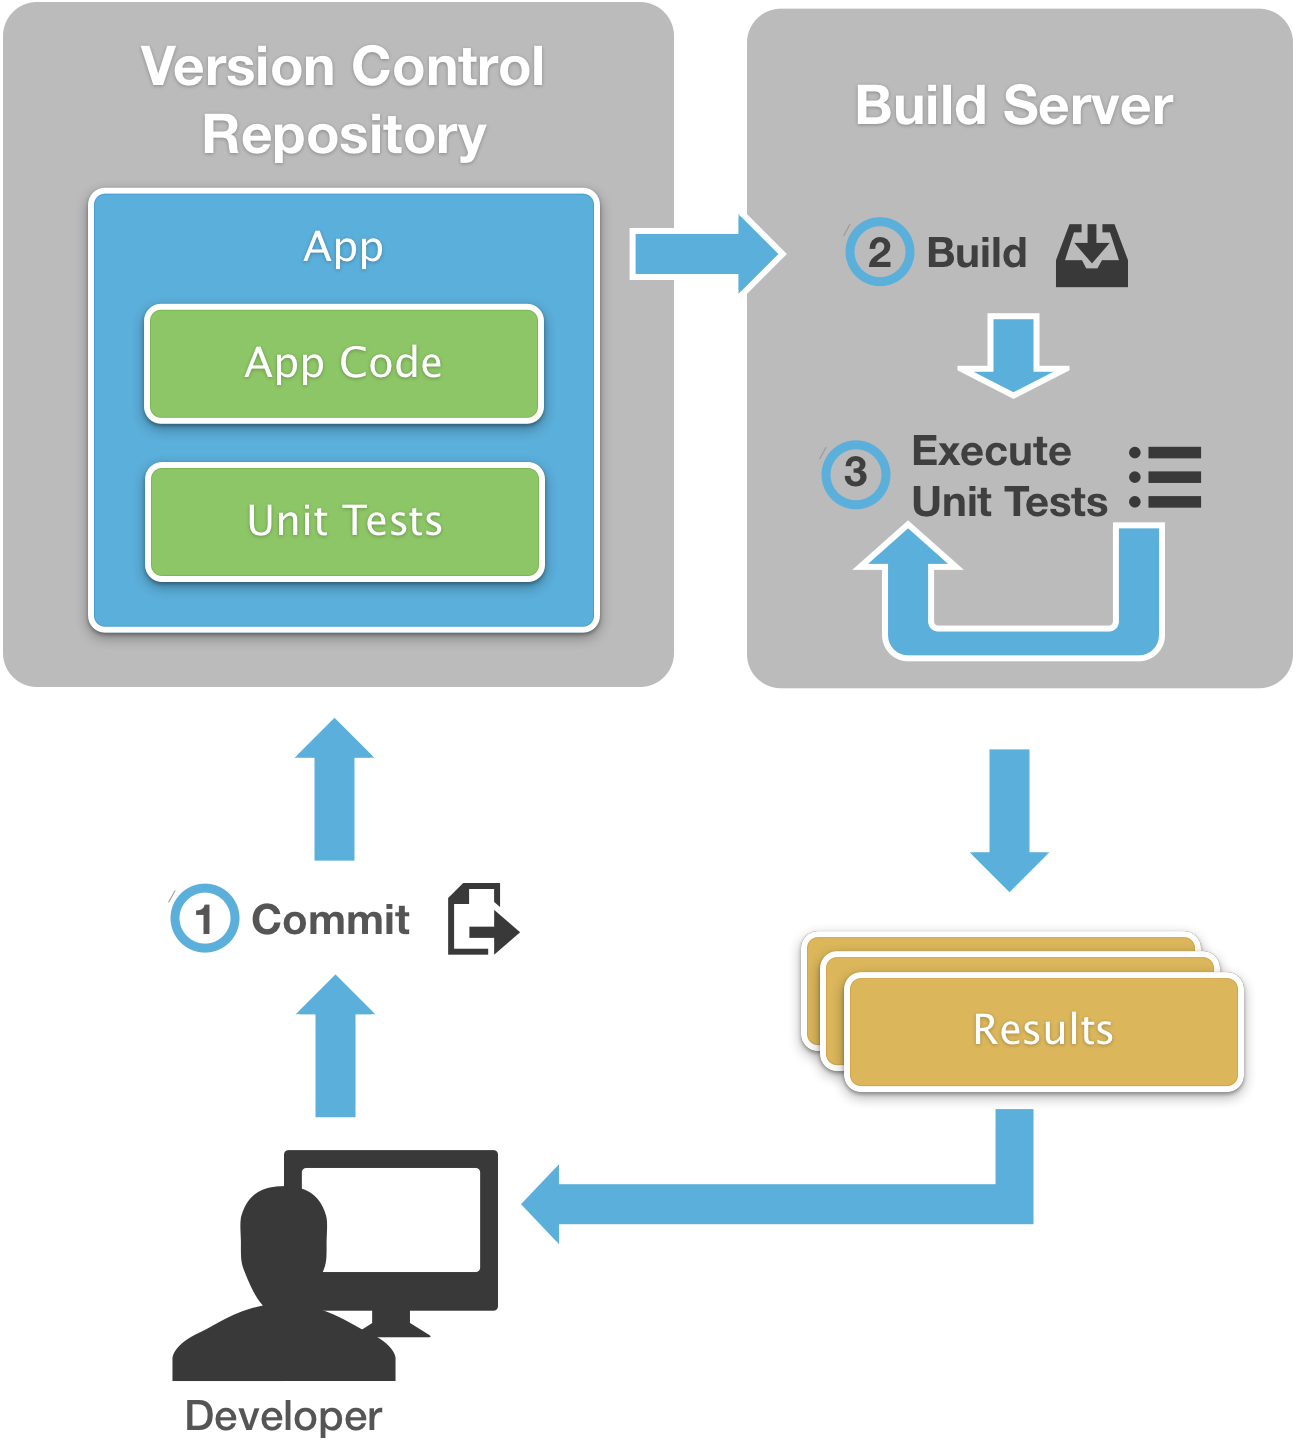 Version Control
Repository
App
App Code
Unit Tests
Build Server
2 Build
3 Execute
Unit Tests
1 Commit
Results
Developer